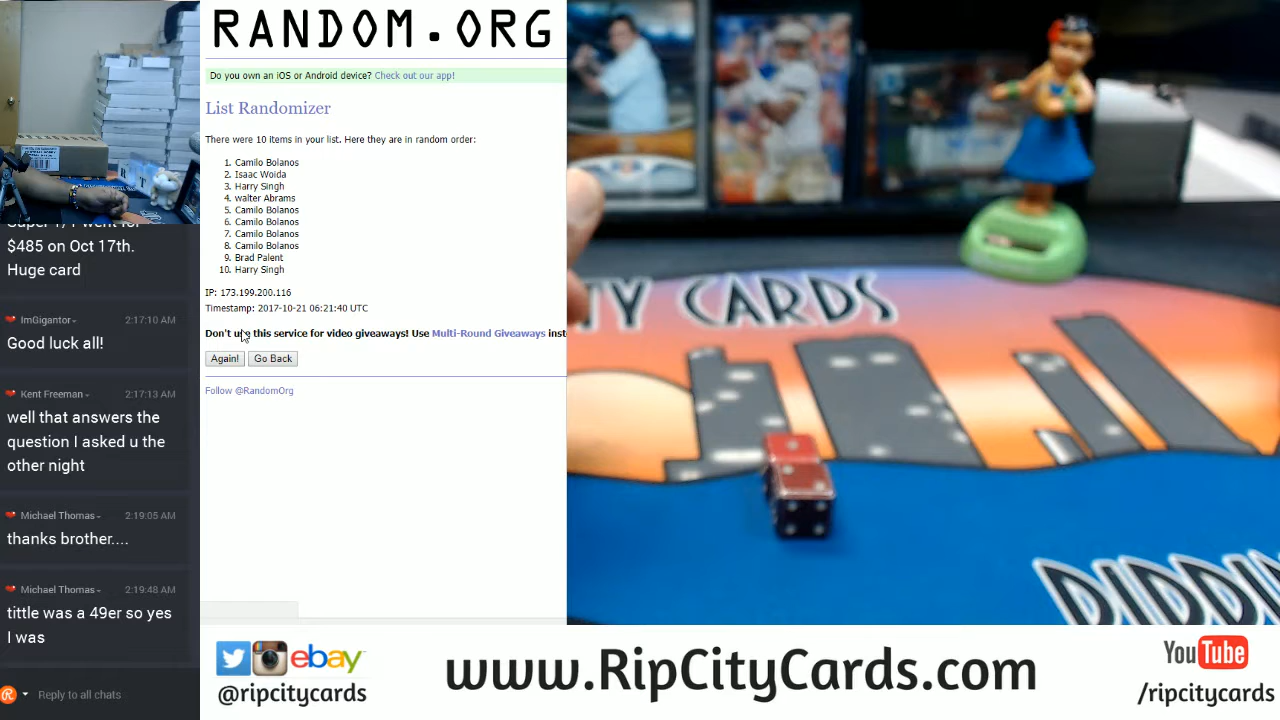 RANDOM.ORG
Do you own an iOS or Android device? Check out our app!
List Randomizer
There were 10 items in your list. Here they are in random order:
1. Camilo Bolanos
2. Isaac Woida
3. Harry Singh
4. walter Abrams
5. Camilo Bolanos
6. Camilo Bolanos
7. Camilo Bolanos
8. Camilo Bolanos
9. Brad Palent
10. Harry Singh
IP: 173.199.200.116
Timestamp: 2017-10-21 06:21:40 UTC
Don't use this service for video giveaways! Use Multi-Round Giveaways inst
Again! Go Back
Follow @RandomOrg
Super 1/1 went for
$485 on Oct 17th.
Huge card
ImGigantor 2:17:10 AM
Good luck all!
Kent Freeman 2:17:13 AM
well that answers the
question I asked u the
other night
Michael Thomas 2:19:05 AM
thanks brother....
Michael Thomas 2:19:48 AM
tittle was a 49er so yes
I was
Reply to all chats
TY CARDS
RIPPIN
ebay
@ripcitycards
www.RipCityCards.com
YouTube
/ripcitycards